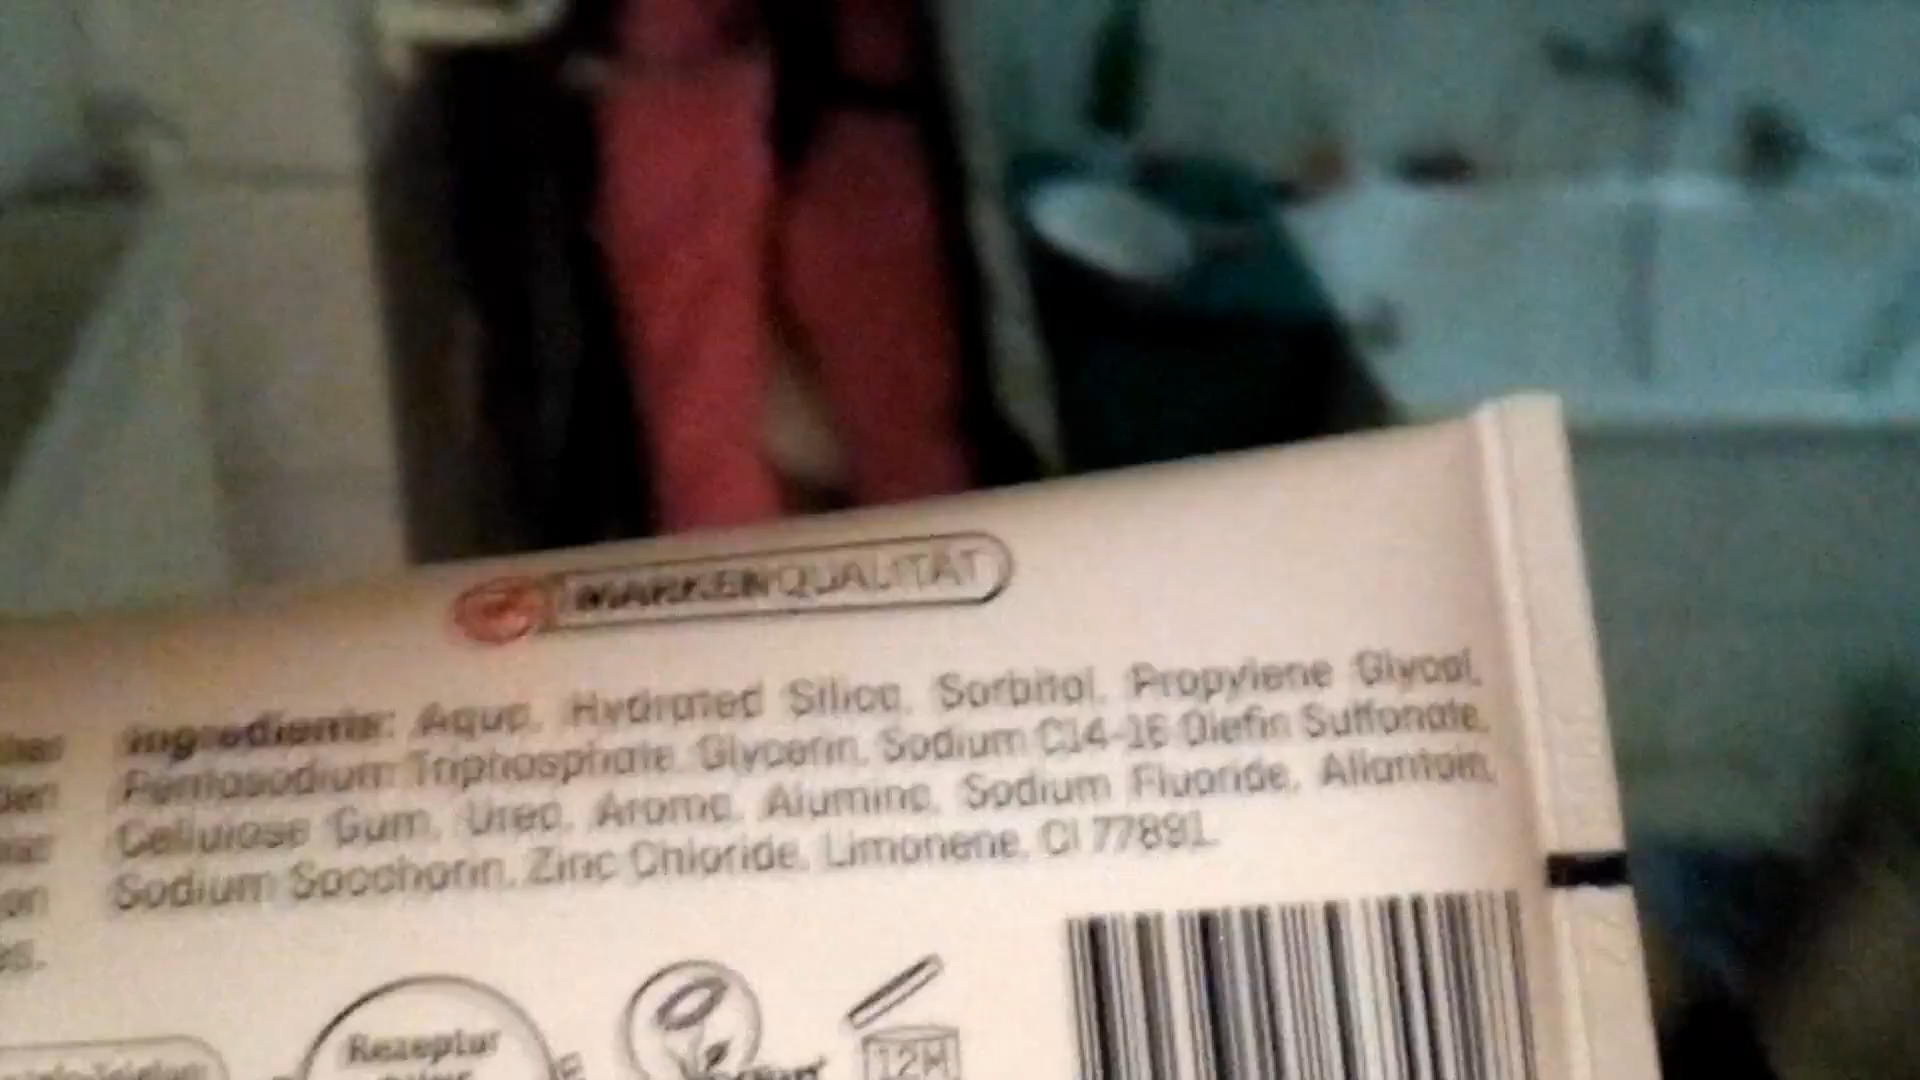 MARKENQUALITÄT
Ingredients: Aqua, Hydrated Silica, Sorbitol, Propylene Glycol,
Pentasodium Triphosphate, Glycerin, Sodium C14-16 Olefin Sulfonate,
Cellulose Gum, Urea, Aroma, Alumina, Sodium Fluoride, Allantoin,
Sodium Saccharin, Zinc Chloride, Limonene, CI 77891.
Rezeptur
12M